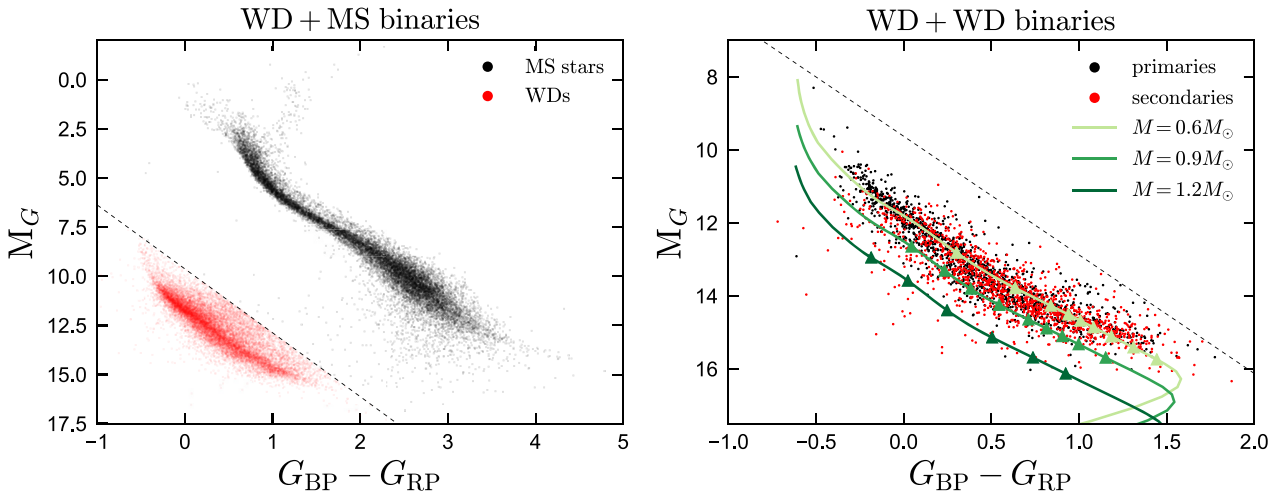 WD + MS binaries
MS stars
WDs
0.0
2.5
5.0
7.5
10.0
12.5
15.0
17.5
M_G
−1
0
1
2
3
4
5
G_BP − G_RP
WD + WD binaries
primaries
secondaries
M = 0.6M_⊙
M = 0.9M_⊙
M = 1.2M_⊙
8
10
12
14
16
M_G
−1.0
−0.5
0.0
0.5
1.0
1.5
2.0
G_BP − G_RP